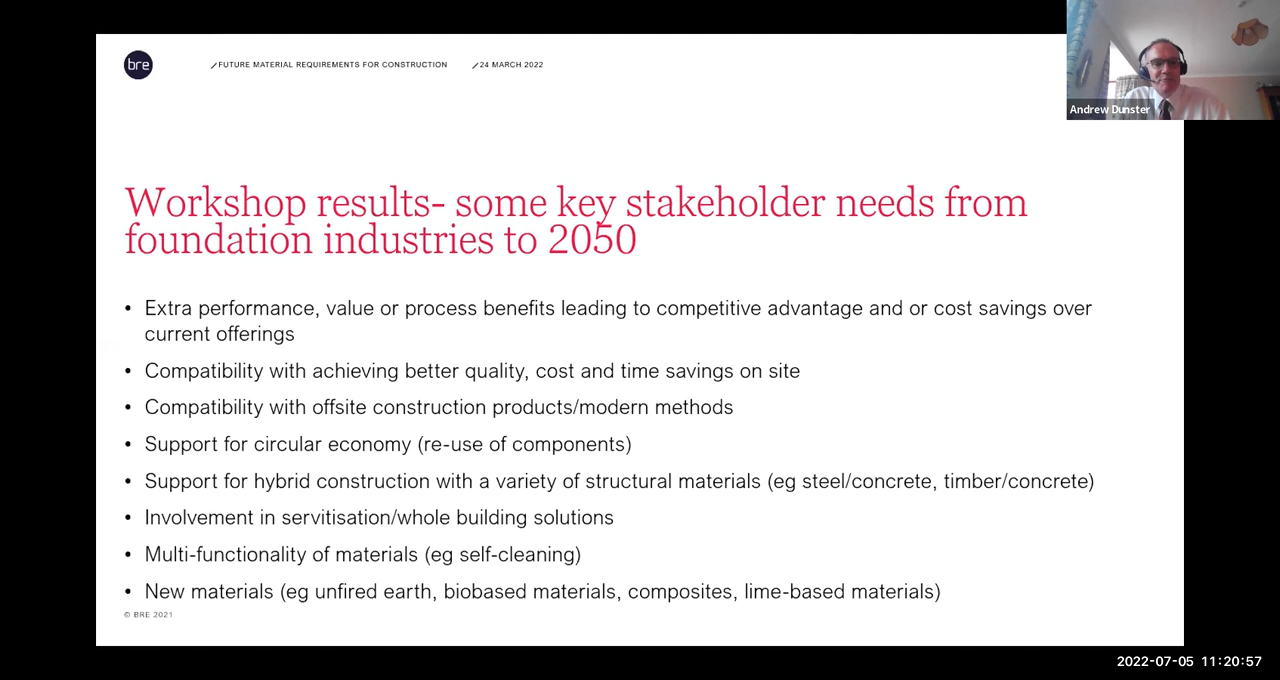 bre
FUTURE MATERIAL REQUIREMENTS FOR CONSTRUCTION
24 MARCH 2022
Andrew Dunster
Workshop results- some key stakeholder needs from
foundation industries to 2050
• Extra performance, value or process benefits leading to competitive advantage and or cost savings over
current offerings
• Compatibility with achieving better quality, cost and time savings on site
• Compatibility with offsite construction products/modern methods
• Support for circular economy (re-use of components)
• Support for hybrid construction with a variety of structural materials (eg steel/concrete, timber/concrete)
• Involvement in servitisation/whole building solutions
• Multi-functionality of materials (eg self-cleaning)
• New materials (eg unfired earth, biobased materials, composites, lime-based materials)
© BRE 2021
2022-07-05 11:20:57